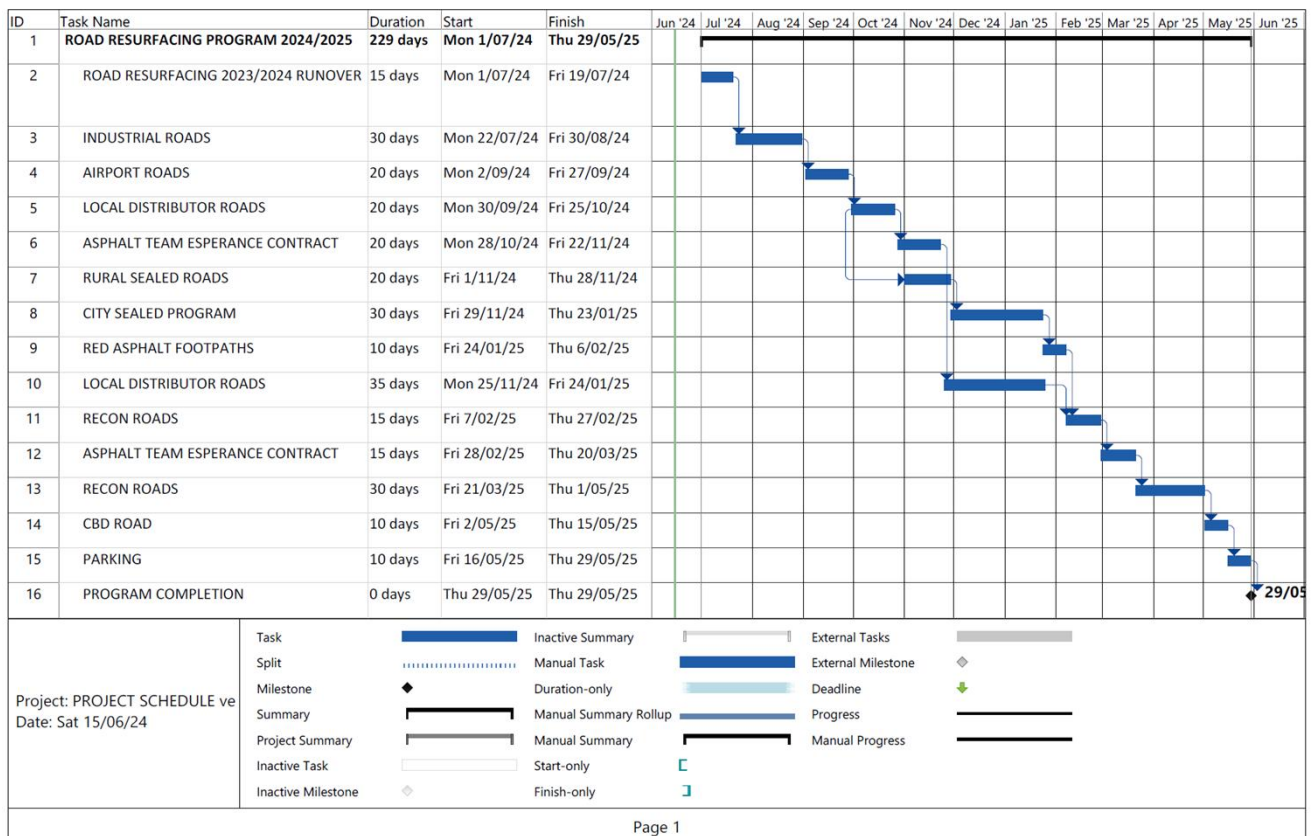 ID Task Name Duration Start Finish Jun '24 Jul '24 Aug '24 Sep '24 Oct '24 Nov '24 Dec '24 Jan '25 Feb '25 Mar '25 Apr '25 May '25 Jun '25
1 ROAD RESURFACING PROGRAM 2024/2025 229 days Mon 1/07/24 Thu 29/05/25
2 ROAD RESURFACING 2023/2024 RUNOVER 15 days Mon 1/07/24 Fri 19/07/24
3 INDUSTRIAL ROADS 30 days Mon 22/07/24 Fri 30/08/24
4 AIRPORT ROADS 20 days Mon 2/09/24 Fri 27/09/24
5 LOCAL DISTRIBUTOR ROADS 20 days Mon 30/09/24 Fri 25/10/24
6 ASPHALT TEAM ESPERANCE CONTRACT 20 days Mon 28/10/24 Fri 22/11/24
7 RURAL SEALED ROADS 20 days Fri 1/11/24 Thu 28/11/24
8 CITY SEALED PROGRAM 30 days Fri 29/11/24 Thu 23/01/25
9 RED ASPHALT FOOTPATHS 10 days Fri 24/01/25 Thu 6/02/25
10 LOCAL DISTRIBUTOR ROADS 35 days Mon 25/11/24 Fri 24/01/25
11 RECON ROADS 15 days Fri 7/02/25 Thu 27/02/25
12 ASPHALT TEAM ESPERANCE CONTRACT 15 days Fri 28/02/25 Thu 20/03/25
13 RECON ROADS 30 days Fri 21/03/25 Thu 1/05/25
14 CBD ROAD 10 days Fri 2/05/25 Thu 15/05/25
15 PARKING 10 days Fri 16/05/25 Thu 29/05/25
16 PROGRAM COMPLETION 0 days Thu 29/05/25 Thu 29/05/25 29/05
Project: PROJECT SCHEDULE ve
Date: Sat 15/06/24
Task Inactive Summary External Tasks
Split Manual Task External Milestone
Milestone Duration-only Deadline
Summary Manual Summary Rollup Progress
Project Summary Manual Summary Manual Progress
Inactive Task Start-only
Inactive Milestone Finish-only
Page 1